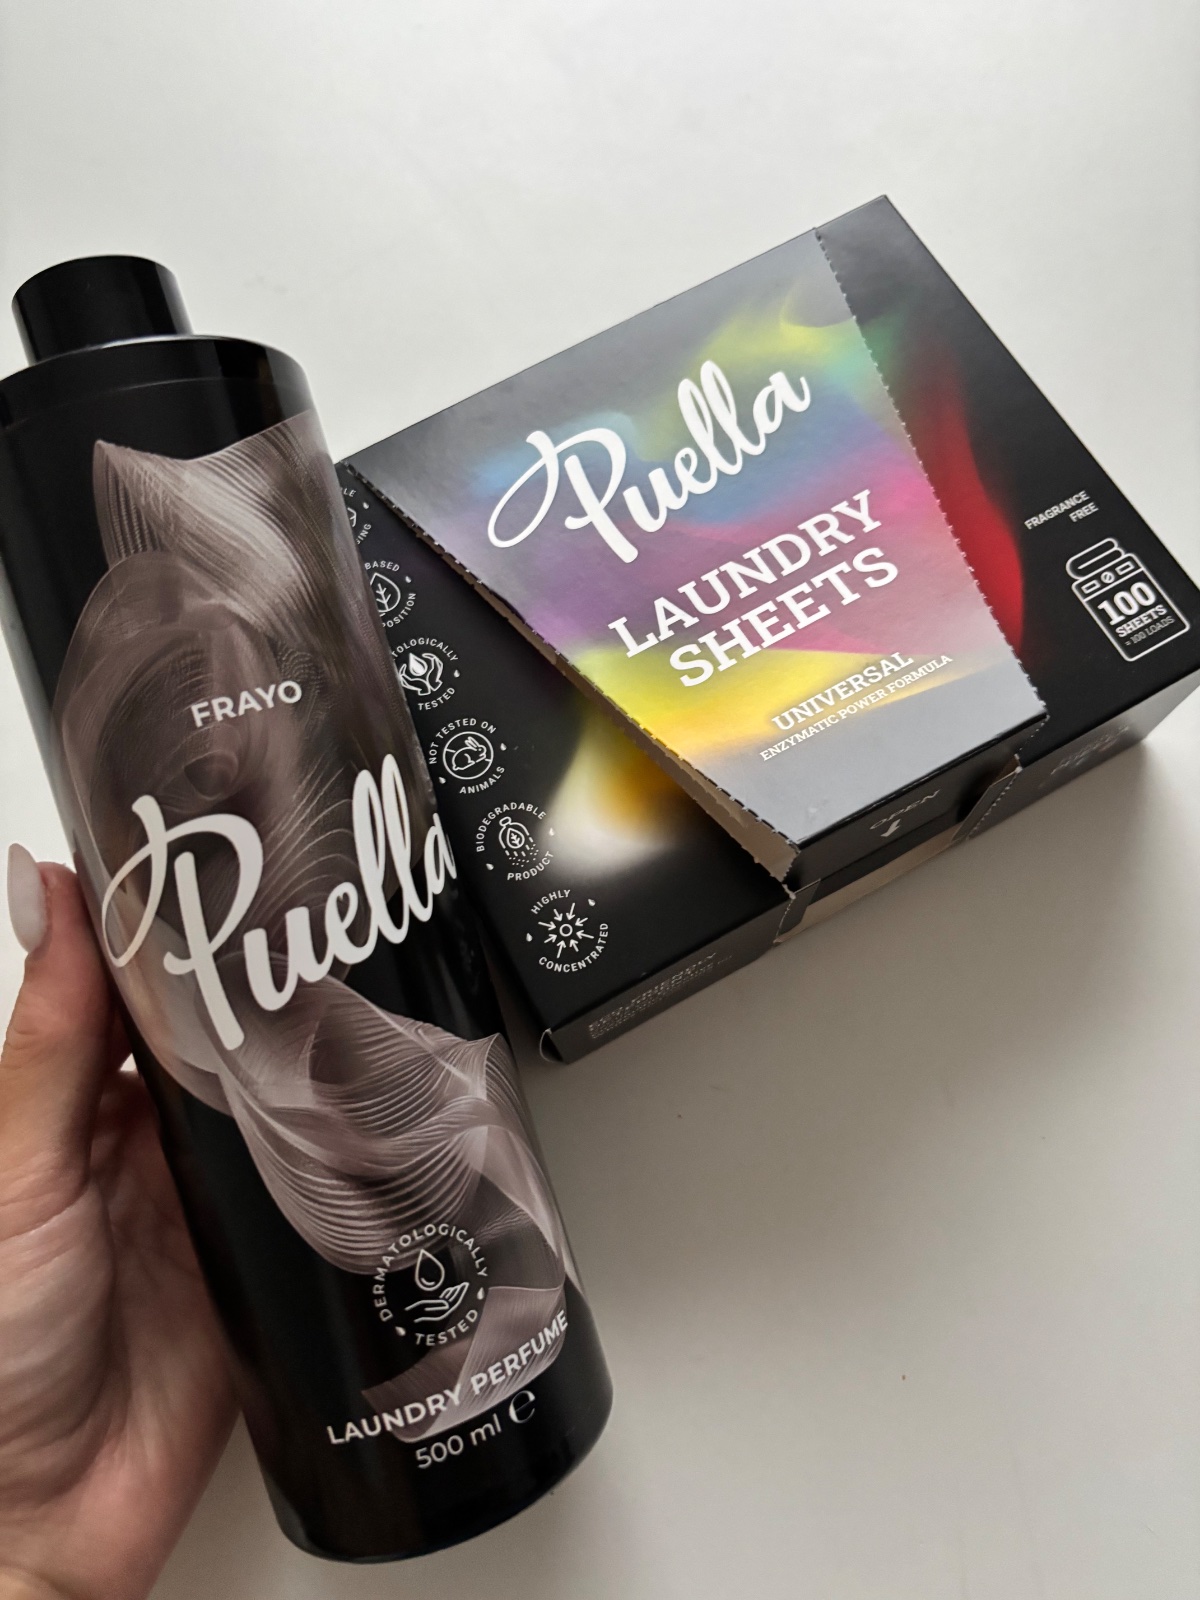 FRAYO
Puella
DERMATOLOGICALLY
TESTED
LAUNDRY PERFUME
500 ml e
Puella
LAUNDRY
SHEETS
UNIVERSAL
ENZYMATIC POWER FORMULA
FRAGRANCE
FREE
100
SHEETS
=100 LOADS
BASED
TESTED
NOT TESTED ON
ANIMALS
BIODEGRADABLE
PRODUCT
HIGHLY
CONCENTRATED
OPEN